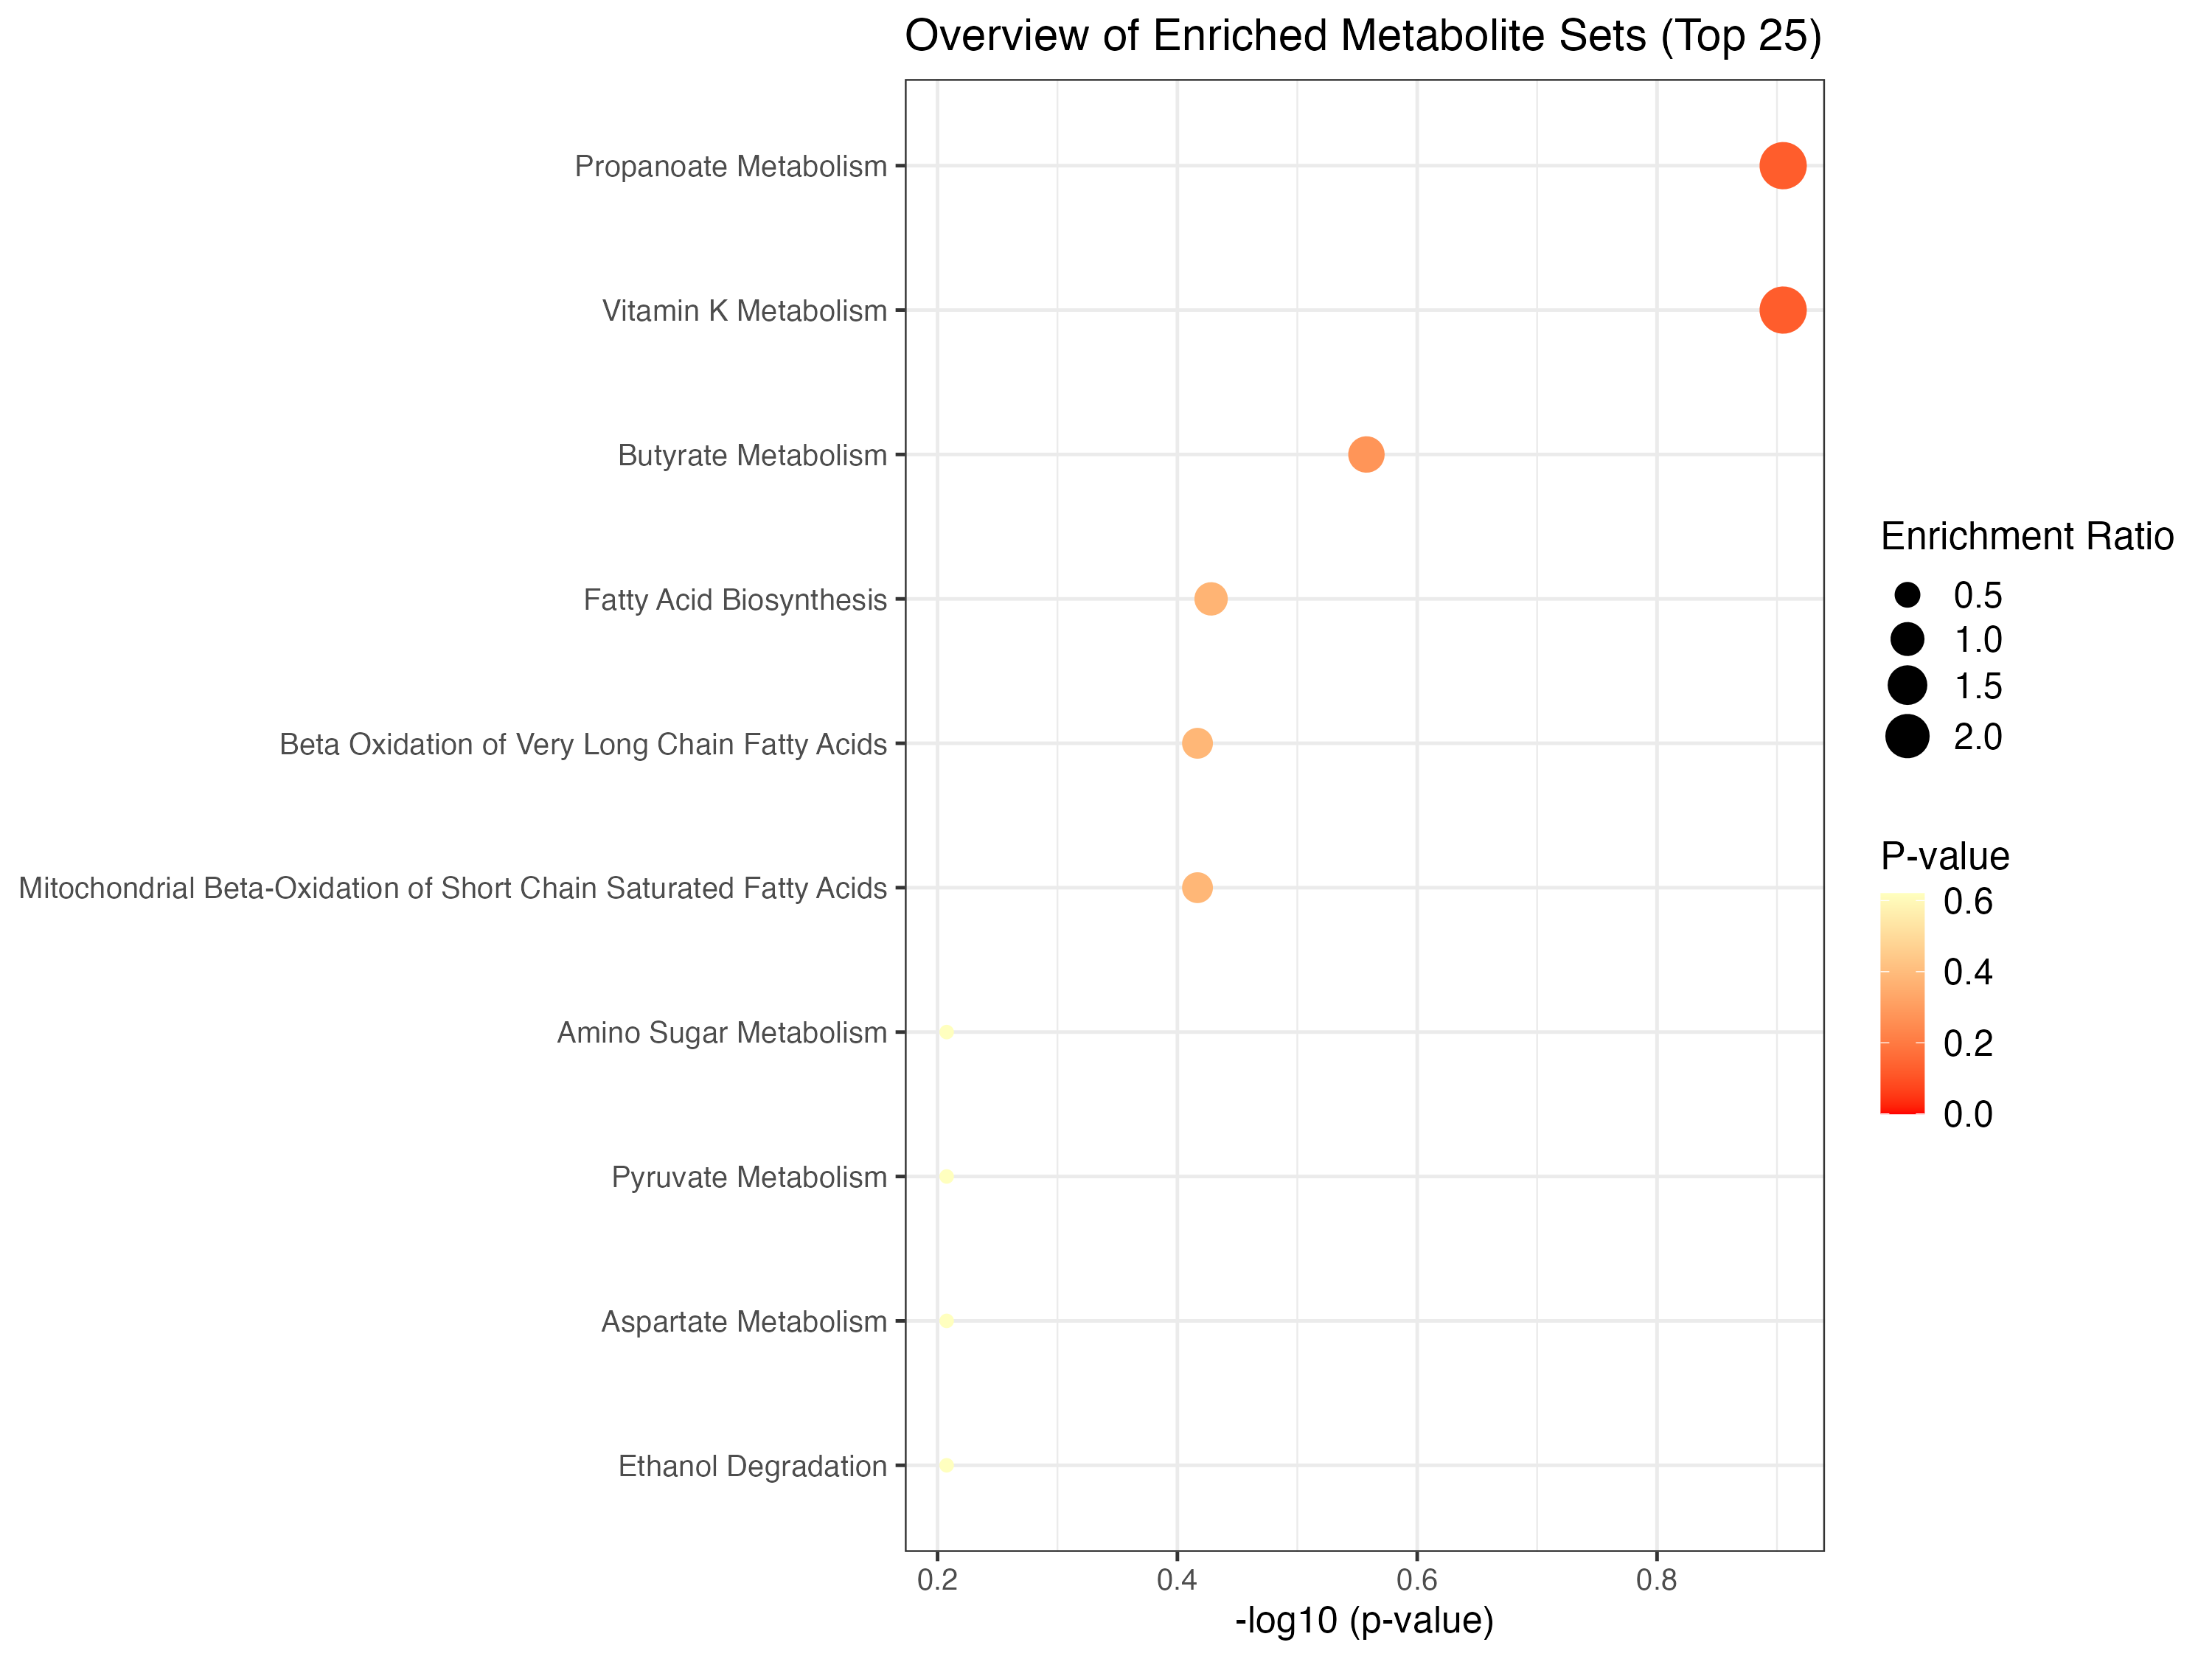 Overview of Enriched Metabolite Sets (Top 25)
Propanoate Metabolism
Vitamin K Metabolism
Butyrate Metabolism
Fatty Acid Biosynthesis
Beta Oxidation of Very Long Chain Fatty Acids
Mitochondrial Beta-Oxidation of Short Chain Saturated Fatty Acids
Amino Sugar Metabolism
Pyruvate Metabolism
Aspartate Metabolism
Ethanol Degradation
0.2 0.4 0.6 0.8
-log10 (p-value)
Enrichment Ratio
0.5
1.0
1.5
2.0
P-value
0.6
0.4
0.2
0.0